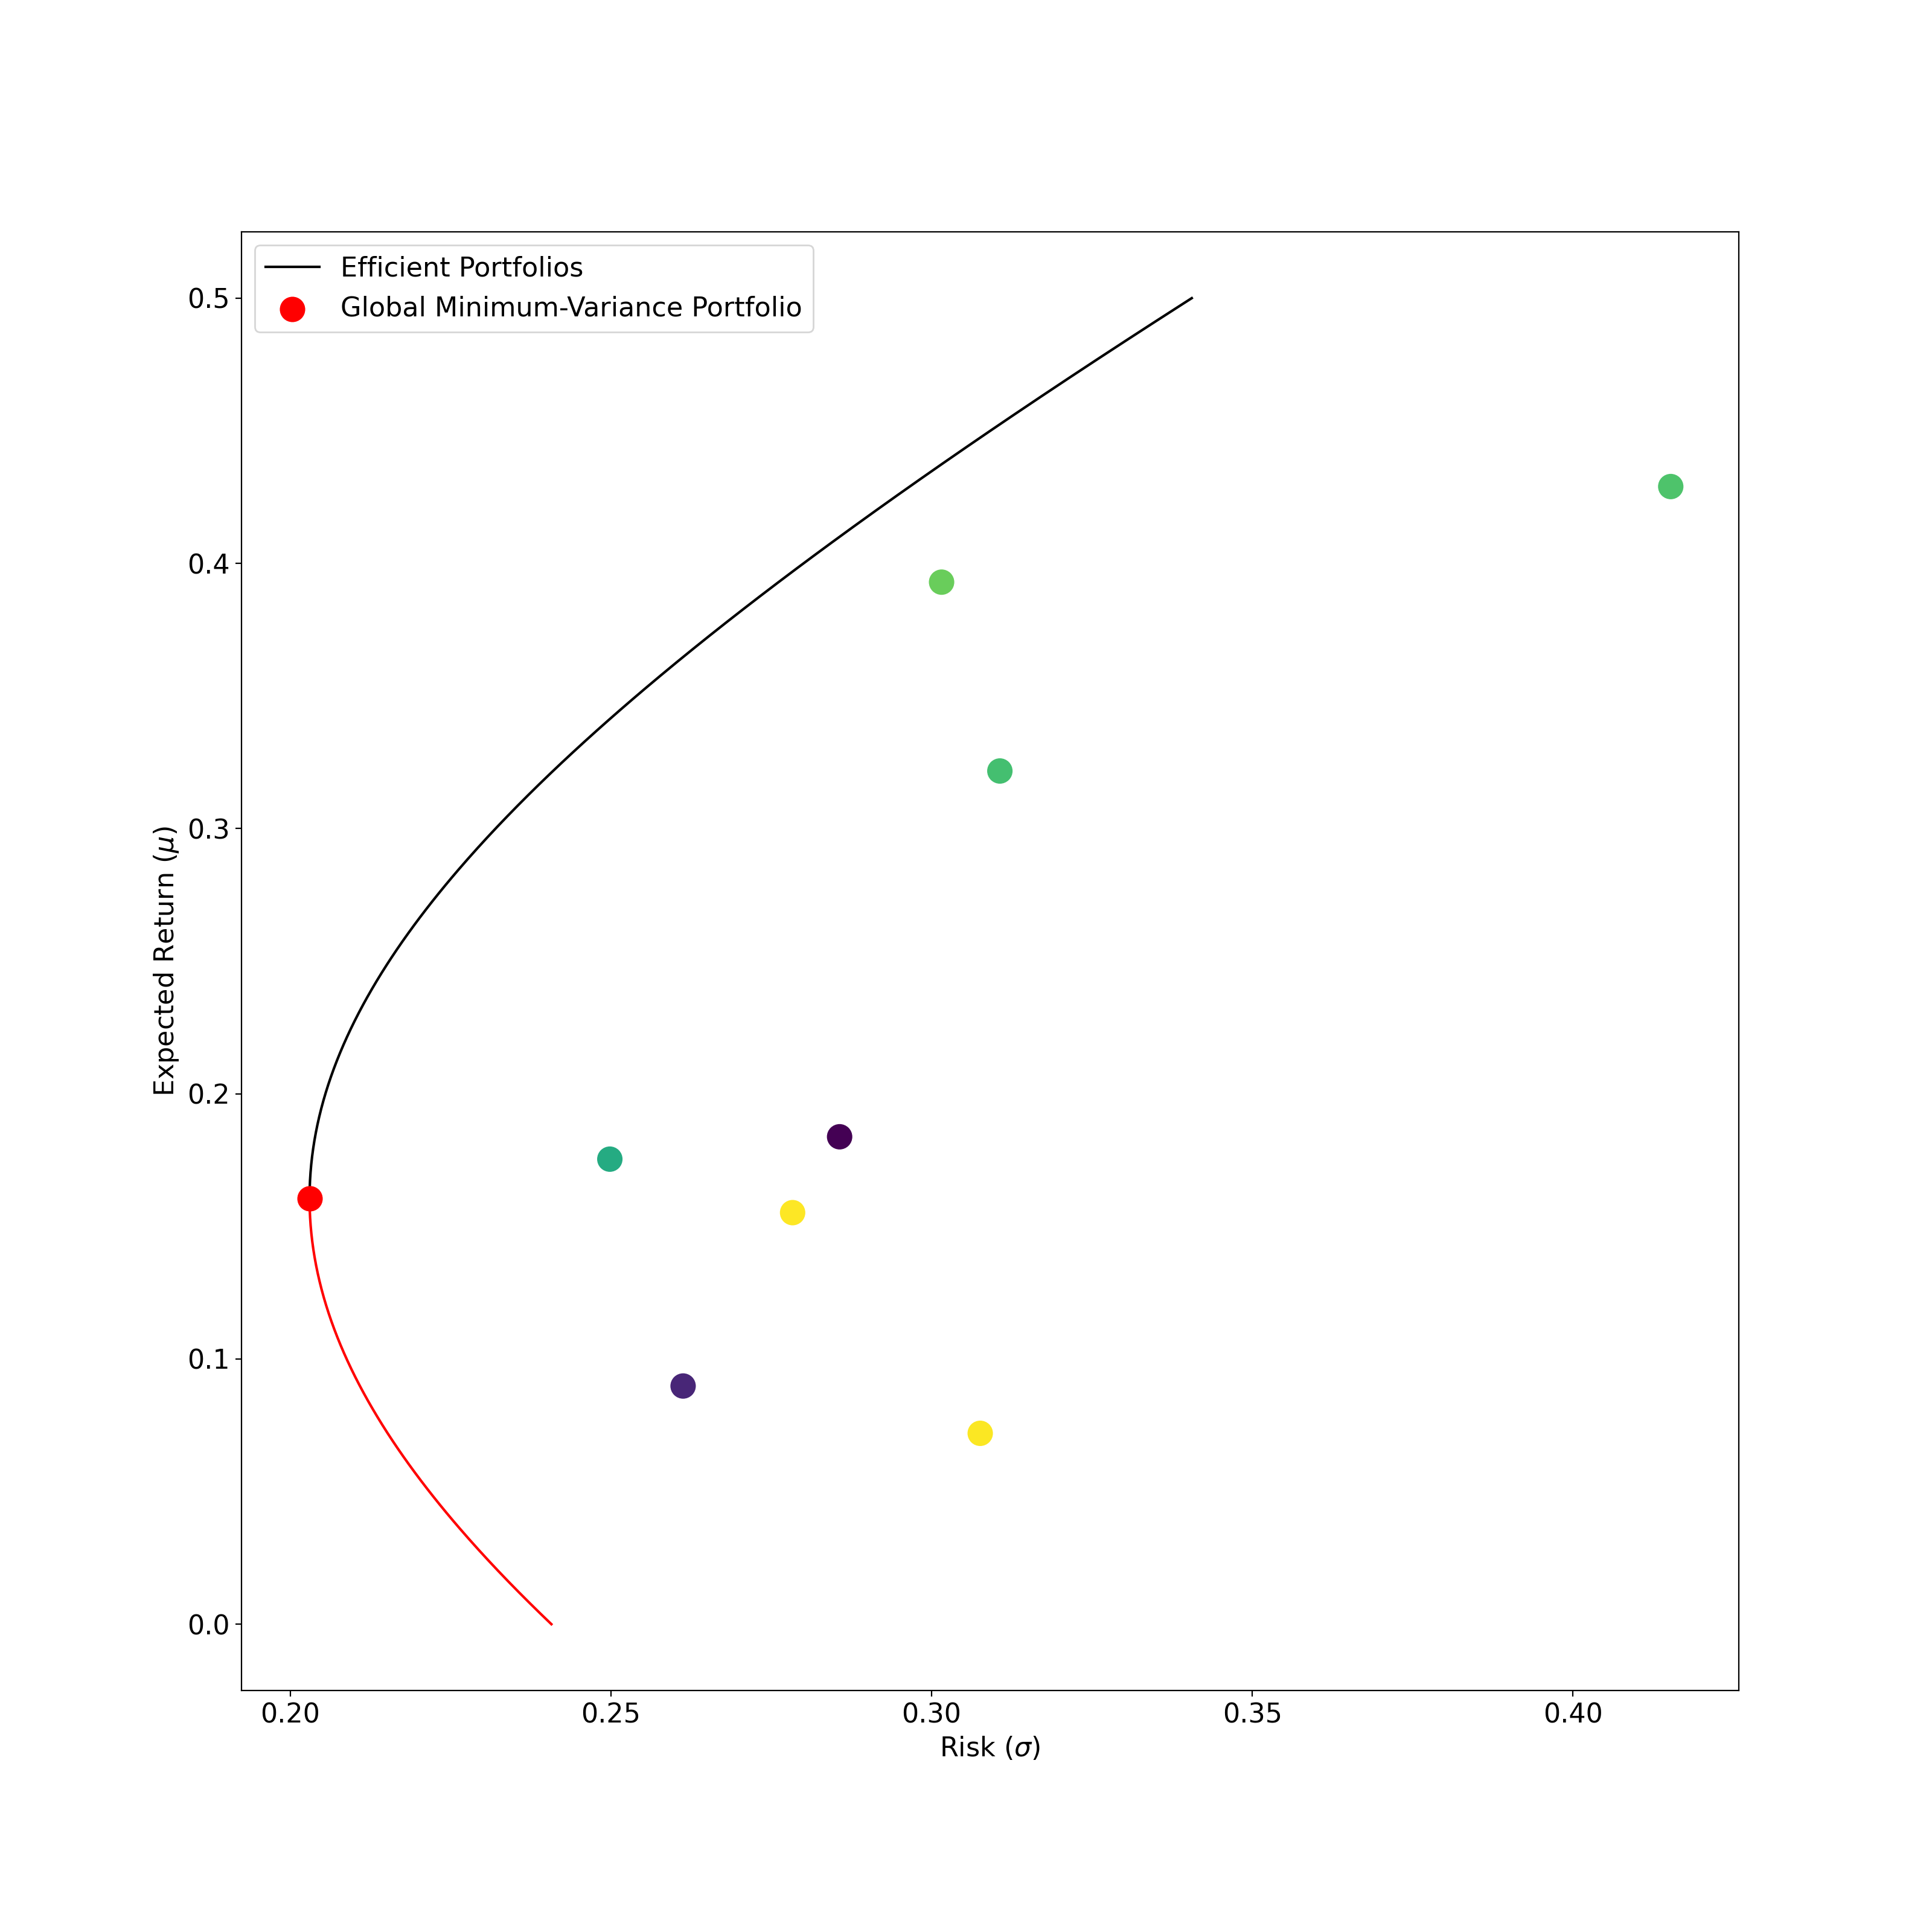 Efficient Portfolios
Global Minimum-Variance Portfolio
0.5
0.4
0.3
0.2
0.1
0.0
Expected Return (μ)
0.20 0.25 0.30 0.35 0.40
Risk (σ)